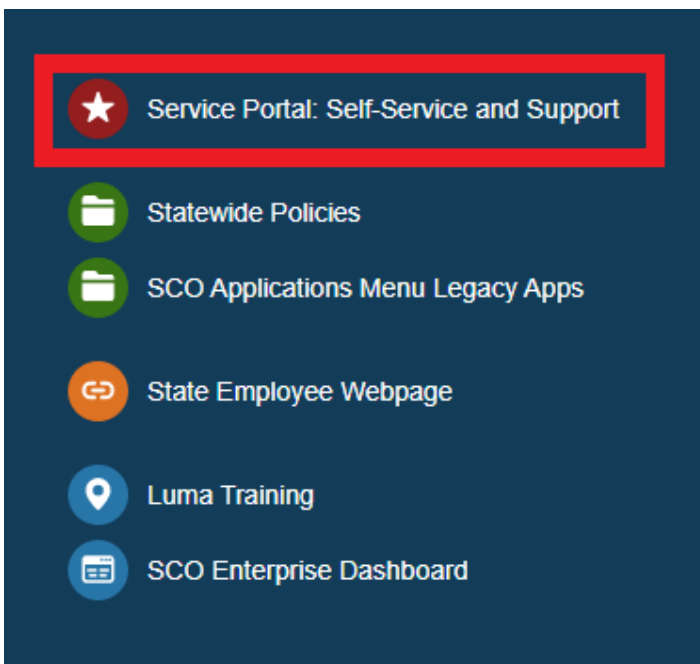 Service Portal: Self-Service and Support
Statewide Policies
SCO Applications Menu Legacy Apps
State Employee Webpage
Luma Training
SCO Enterprise Dashboard